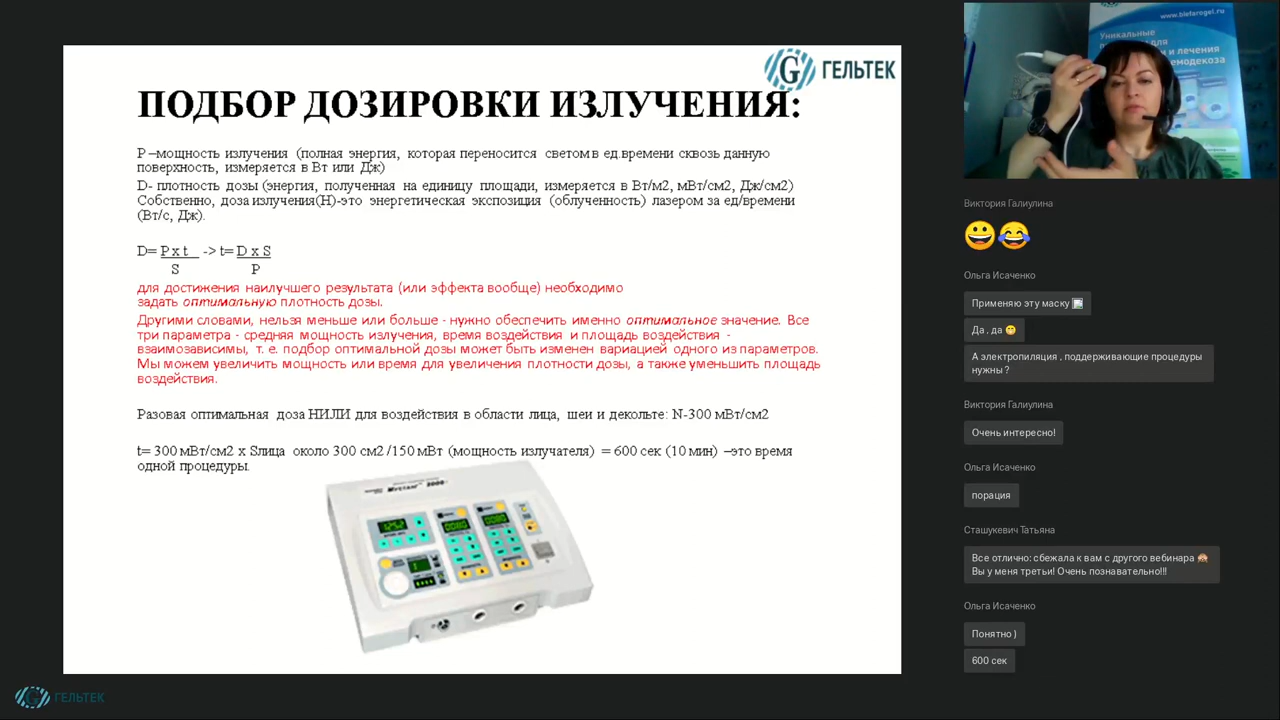 ГЕЛЬТЕК
ПОДБОР ДОЗИРОВКИ ИЗЛУЧЕНИЯ:
P –мощность излучения (полная энергия, которая переносится светом в ед.времени сквозь данную
поверхность, измеряется в Вт или Дж)
D- плотность дозы (энергия, полученная на единицу площади, измеряется в Вт/м2, мВт/см2, Дж/см2)
Собственно, доза излучения(H)-это энергетическая экспозиция (облученность) лазером за ед/времени
(Вт/с, Дж).
D= P x t -> t= D x S
S P
для достижения наилучшего результата (или эффекта вообще) необходимо
задать оптимальную плотность дозы.
Другими словами, нельзя меньше или больше - нужно обеспечить именно оптимальное значение. Все
три параметра - средняя мощность излучения, время воздействия и площадь воздействия -
взаимозависимы, т. е. подбор оптимальной дозы может быть изменен вариацией одного из параметров.
Мы можем увеличить мощность или время для увеличения плотности дозы, а также уменьшить площадь
воздействия.
Разовая оптимальная доза НИЛИ для воздействия в области лица, шеи и декольте: N-300 мВт/см2
t= 300 мВт/см2 x Sлица около 300 см2 /150 мВт (мощность излучателя) = 600 сек (10 мин) –это время
одной процедуры.
Мустанг 2000
www.blefarogel.ru
Уникальные
для
и лечения
демодекоза
Виктория Галиулина
Ольга Исаченко
Применяю эту маску
Да , да 🤭
А электропиляция , поддерживающие процедуры
нужны ?
Виктория Галиулина
Очень интересно!
Ольга Исаченко
порация
Сташукевич Татьяна
Все отлично: сбежала к вам с другого вебинара 🙈
Вы у меня третьи! Очень познавательно!!!
Ольга Исаченко
Понятно )
600 сек
ГЕЛЬТЕК